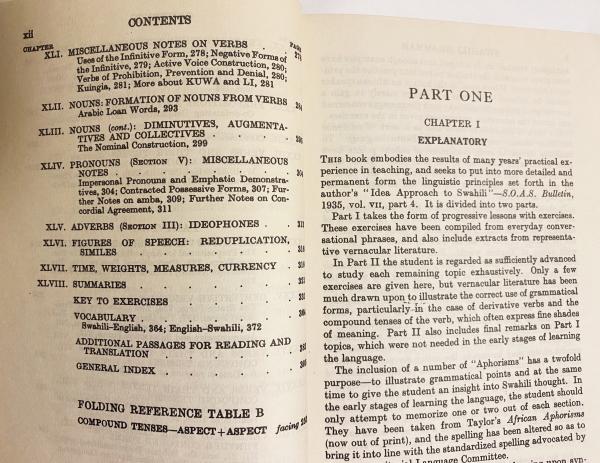 xii
CONTENTS
CHAPTER
PAGE
XLI. MISCELLANEOUS NOTES ON VERBS
Uses of the Infinitive Form, 278; Negative Forms of
the Infinitive, 279; Active Voice Construction, 280;
Verbs of Prohibition, Prevention and Denial, 280;
Kuingia, 281; More about KUWA and LI, 281
XLII. NOUNS: FORMATION OF NOUNS FROM VERBS
Arabic Loan Words, 293
XLIII. NOUNS (cont.): DIMINUTIVES, AUGMENTA-
TIVES AND COLLECTIVES
The Nominal Construction, 299
XLIV. PRONOUNS (SECTION V): MISCELLANEOUS
NOTES 304
Impersonal Pronouns and Emphatic Demonstra-
tives, 304; Contracted Possessive Forms, 307; Fur-
ther Notes on amba, 309; Further Notes on Con-
cordial Agreement, 311
XLV. ADVERBS (SECTION III): IDEOPHONES
XLVI. FIGURES OF SPEECH: REDUPLICATION,
SIMILES
XLVII. TIME, WEIGHTS, MEASURES, CURRENCY
XLVIII. SUMMARIES
KEY TO EXERCISES
VOCABULARY
Swahili-English, 364; English-Swahili, 372
ADDITIONAL PASSAGES FOR READING AND
TRANSLATION
GENERAL INDEX
FOLDING REFERENCE TABLE B
COMPOUND TENSES—ASPECT+ASPECT facing
PART ONE
CHAPTER I
EXPLANATORY
THIS book embodies the results of many years' practical ex-
perience in teaching, and seeks to put into more detailed and
permanent form the linguistic principles set forth in the
author's "Idea Approach to Swahili"—S.O.A.S. Bulletin,
1935, vol. VII, part 4. It is divided into two parts.
Part I takes the form of progressive lessons with exercises.
These exercises have been compiled from everyday conver-
sational phrases, and also include extracts from representa-
tive vernacular literature.
In Part II the student is regarded as sufficiently advanced
to study each remaining topic exhaustively. Only a few
exercises are given here, but vernacular literature has been
much drawn upon to illustrate the correct use of grammatical
forms, particularly in the case of derivative verbs and the
compound tenses of the verb, which often express fine shades
of meaning. Part II also includes final remarks on Part I
topics, which were not needed in the early stages of learning
the language.
The inclusion of a number of "Aphorisms" has a twofold
purpose—to illustrate grammatical points and at the same
time to give the student an insight into Swahili thought. In
the early stages of learning the language, the student should
only attempt to memorize one or two out of each section.
They have been taken from Taylor's African Aphorisms
(now out of print), and the spelling has been altered so as to
bring it into line with the standardized spelling advocated by
Language Committee.
upon syn-